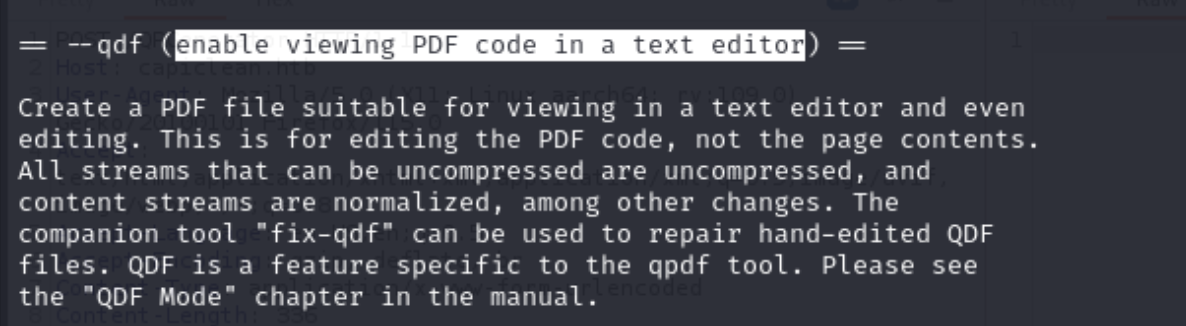 == --qdf (enable viewing PDF code in a text editor) ==
Create a PDF file suitable for viewing in a text editor and even
editing. This is for editing the PDF code, not the page contents.
All streams that can be uncompressed are uncompressed, and
content streams are normalized, among other changes. The
companion tool "fix-qdf" can be used to repair hand-edited QDF
files. QDF is a feature specific to the qpdf tool. Please see
the "QDF Mode" chapter in the manual.